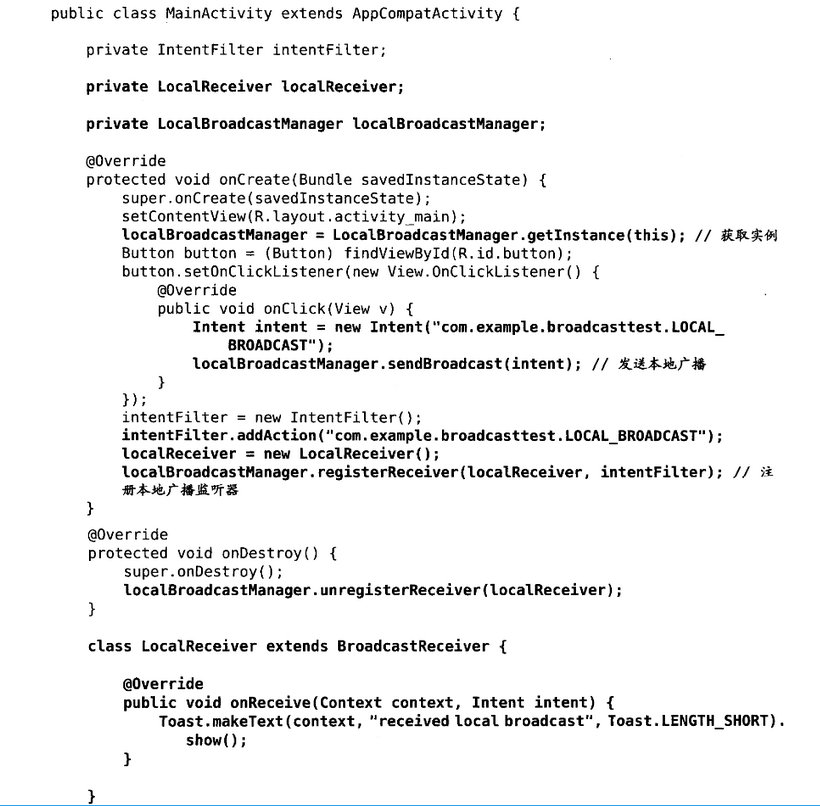 public class MainActivity extends AppCompatActivity {
private IntentFilter intentFilter;
private LocalReceiver localReceiver;
private LocalBroadcastManager localBroadcastManager;
@Override
protected void onCreate(Bundle savedInstanceState) {
super.onCreate(savedInstanceState);
setContentView(R.layout.activity_main);
localBroadcastManager = LocalBroadcastManager.getInstance(this); // 获取实例
Button button = (Button) findViewById(R.id.button);
button.setOnClickListener(new View.OnClickListener() {
@Override
public void onClick(View v) {
Intent intent = new Intent("com.example.broadcasttest.LOCAL_
BROADCAST");
localBroadcastManager.sendBroadcast(intent); // 发送本地广播
}
});
intentFilter = new IntentFilter();
intentFilter.addAction("com.example.broadcasttest.LOCAL_BROADCAST");
localReceiver = new LocalReceiver();
localBroadcastManager.registerReceiver(localReceiver, intentFilter); // 注
册本地广播监听器
}
@Override
protected void onDestroy() {
super.onDestroy();
localBroadcastManager.unregisterReceiver(localReceiver);
}
class LocalReceiver extends BroadcastReceiver {
@Override
public void onReceive(Context context, Intent intent) {
Toast.makeText(context, "received local broadcast", Toast.LENGTH_SHORT).
show();
}
}